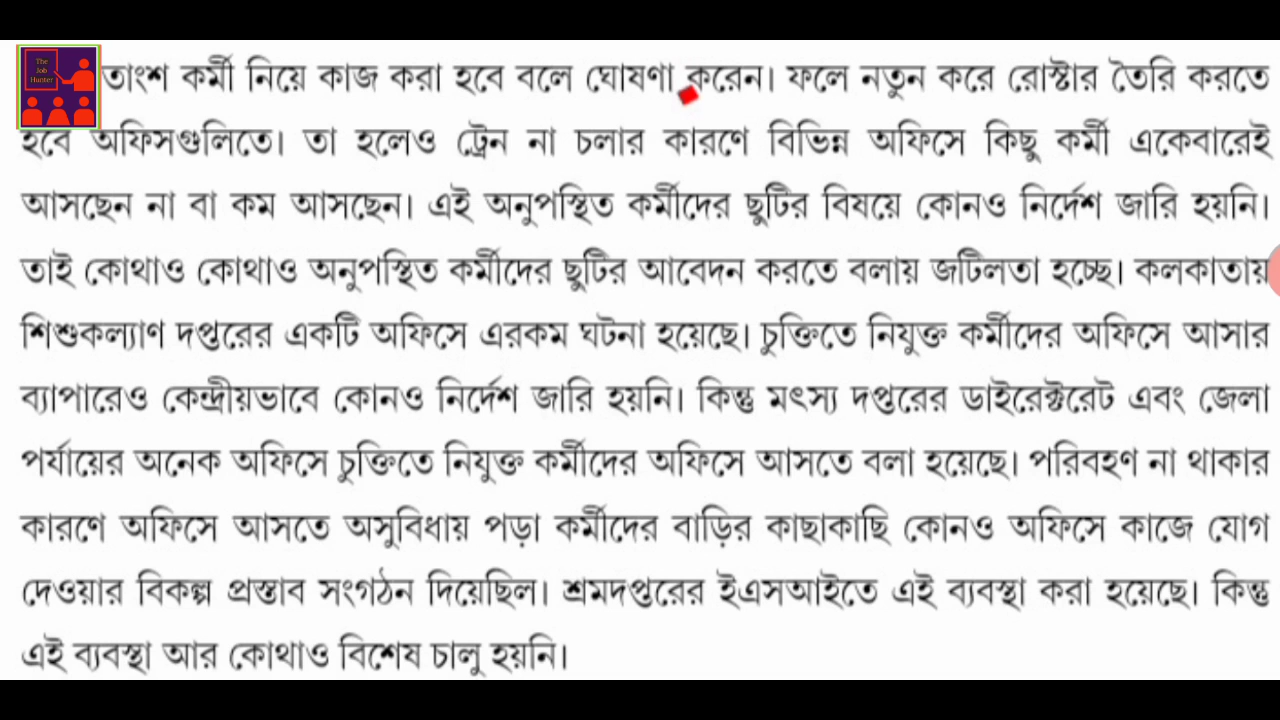 The
Job
Hunter
তাংশ কর্মী নিয়ে কাজ করা হবে বলে ঘোষণা করেন। ফলে নতুন করে রোস্টার তৈরি করতে
হবে অফিসগুলিতে। তা হলেও ট্রেন না চলার কারণে বিভিন্ন অফিসে কিছু কর্মী একেবারেই
আসছেন না বা কম আসছেন। এই অনুপস্থিত কর্মীদের ছুটির বিষয়ে কোনও নির্দেশ জারি হয়নি।
তাই কোথাও কোথাও অনুপস্থিত কর্মীদের ছুটির আবেদন করতে বলায় জটিলতা হচ্ছে। কলকাতায়
শিশুকল্যাণ দপ্তরের একটি অফিসে এরকম ঘটনা হয়েছে। চুক্তিতে নিযুক্ত কর্মীদের অফিসে আসার
ব্যাপারেও কেন্দ্রীয়ভাবে কোনও নির্দেশ জারি হয়নি। কিন্তু মৎস্য দপ্তরের ডাইরেক্টরেট এবং জেলা
পর্যায়ের অনেক অফিসে চুক্তিতে নিযুক্ত কর্মীদের অফিসে আসতে বলা হয়েছে। পরিবহণ না থাকার
কারণে অফিসে আসতে অসুবিধায় পড়া কর্মীদের বাড়ির কাছাকাছি কোনও অফিসে কাজে যোগ
দেওয়ার বিকল্প প্রস্তাব সংগঠন দিয়েছিল। শ্রমদপ্তরের ইএসআইতে এই ব্যবস্থা করা হয়েছে। কিন্তু
এই ব্যবস্থা আর কোথাও বিশেষ চালু হয়নি।